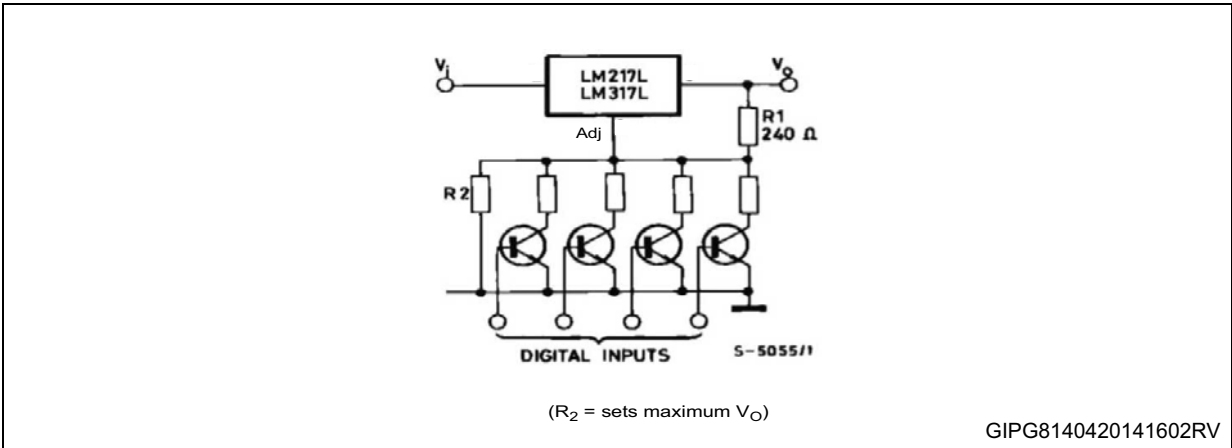 Vi
LM217L
LM317L
Vo
Adj
R1
240 Ω
R2
DIGITAL INPUTS
S-5055/1
(R2 = sets maximum VO)
GIPG8140420141602RV